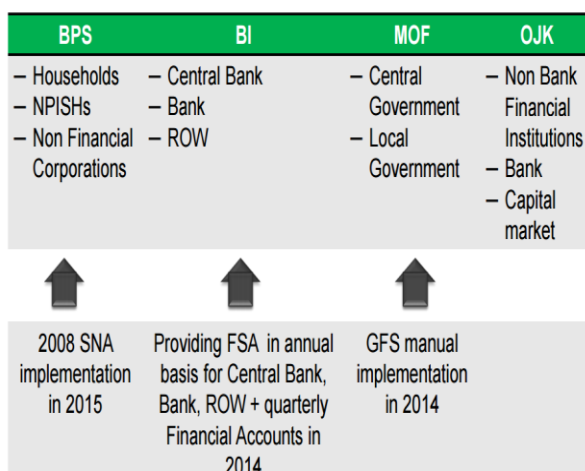 BPS
BI
MOF
OJK
– Households
– NPISHs
– Non Financial
Corporations
– Central Bank
– Bank
– ROW
– Central
Government
– Local
Government
– Non Bank
Financial
Institutions
– Bank
– Capital
market
2008 SNA
implementation
in 2015
Providing FSA in annual
basis for Central Bank,
Bank, ROW + quarterly
Financial Accounts in
2014
GFS manual
implementation
in 2014